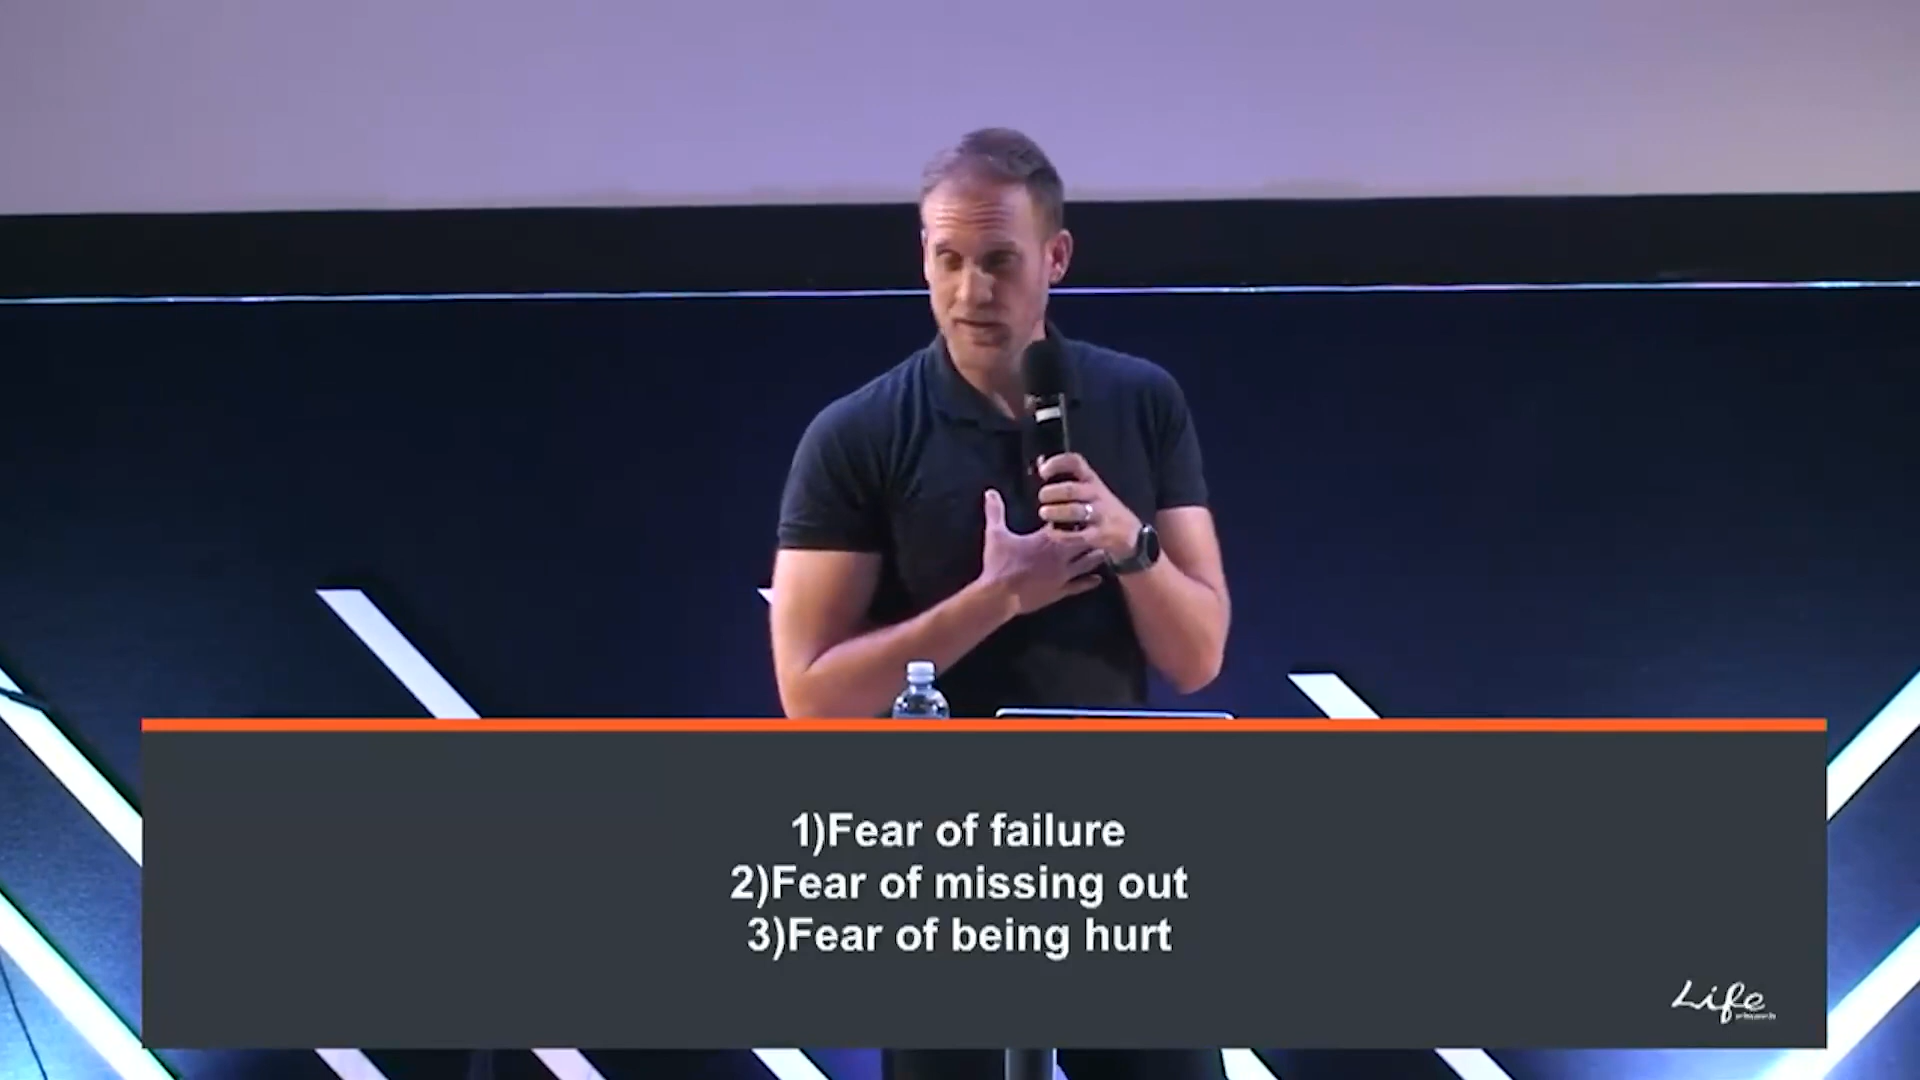 1)Fear of failure
2)Fear of missing out
3)Fear of being hurt
Life